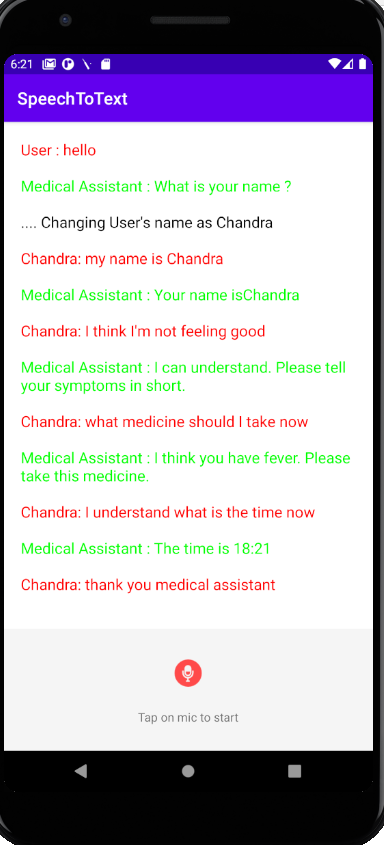 6:21
SpeechToText
User : hello
Medical Assistant : What is your name ?
.... Changing User's name as Chandra
Chandra: my name is Chandra
Medical Assistant : Your name isChandra
Chandra: I think I'm not feeling good
Medical Assistant : I can understand. Please tell
your symptoms in short.
Chandra: what medicine should I take now
Medical Assistant : I think you have fever. Please
take this medicine.
Chandra: I understand what is the time now
Medical Assistant : The time is 18:21
Chandra: thank you medical assistant
Tap on mic to start